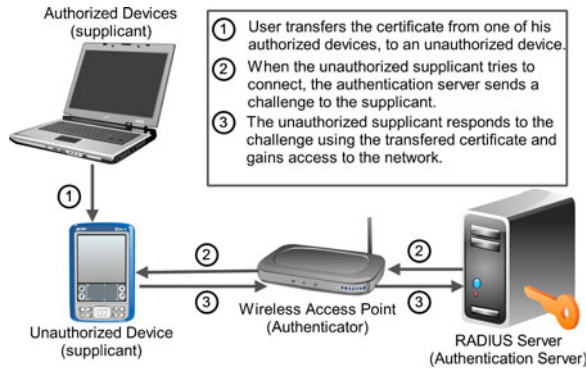 Authorized Devices
(supplicant)
1 User transfers the certificate from one of his
authorized devices, to an unauthorized device.
2 When the unauthorized supplicant tries to
connect, the authentication server sends a
challenge to the supplicant.
3 The unauthorized supplicant responds to the
challenge using the transfered certificate and
gains access to the network.
1
2
2
3
3
Unauthorized Device
(supplicant)
Wireless Access Point
(Authenticator)
RADIUS Server
(Authentication Server)